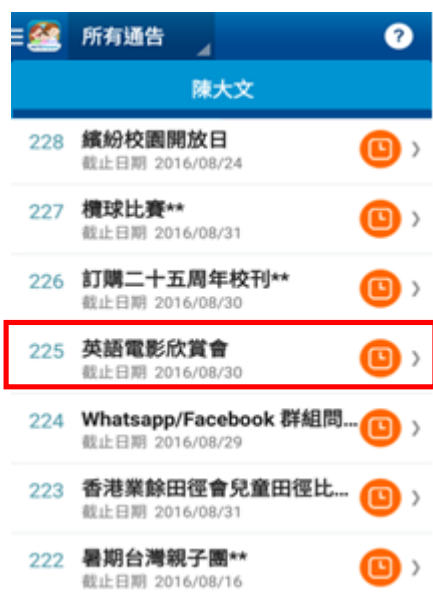 所有通告
?
陳大文
228 繽紛校園開放日
截止日期 2016/08/24
227 欖球比賽**
截止日期 2016/08/31
226 訂購二十五周年校刊**
截止日期 2016/08/30
225 英語電影欣賞會
截止日期 2016/08/30
224 Whatsapp/Facebook 群組問...
截止日期 2016/08/29
223 香港業餘田徑會兒童田徑比...
截止日期 2016/08/31
222 暑期台灣親子團**
截止日期 2016/08/16